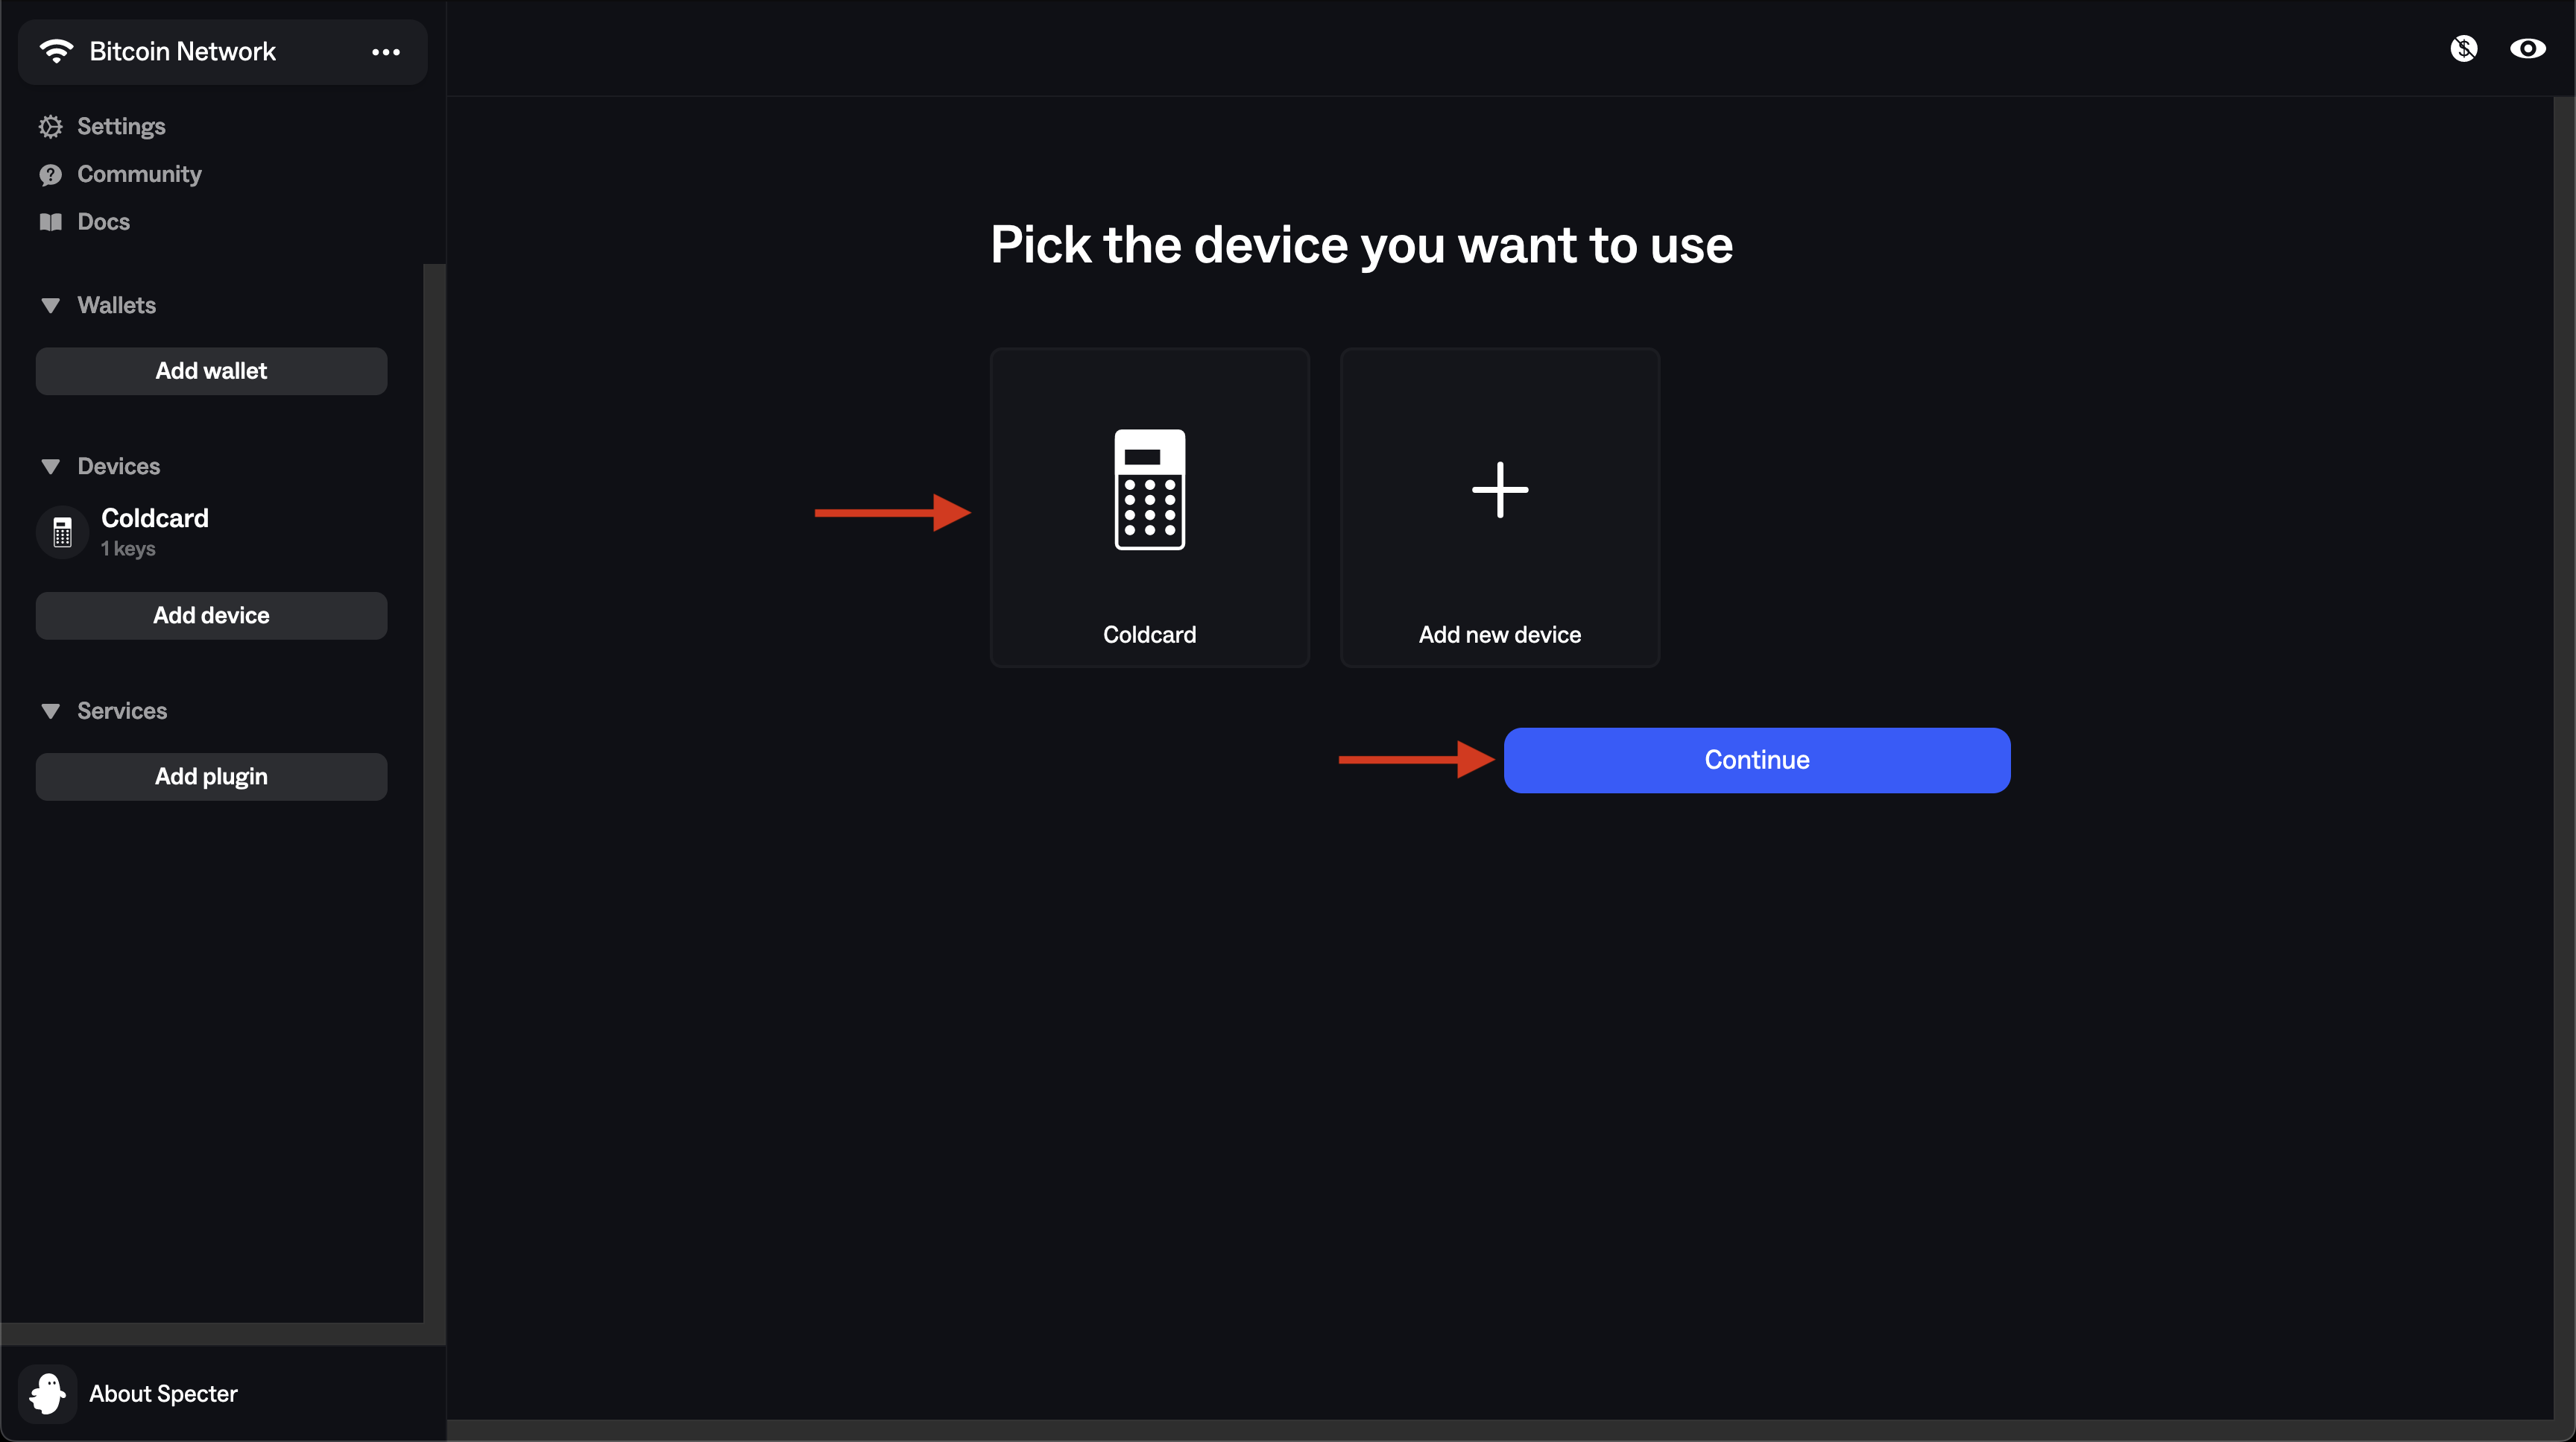 Bitcoin Network
Settings
Community
Docs
Wallets
Add wallet
Devices
Coldcard
1 keys
Add device
Services
Add plugin
About Specter
Pick the device you want to use
Coldcard
Add new device
Continue